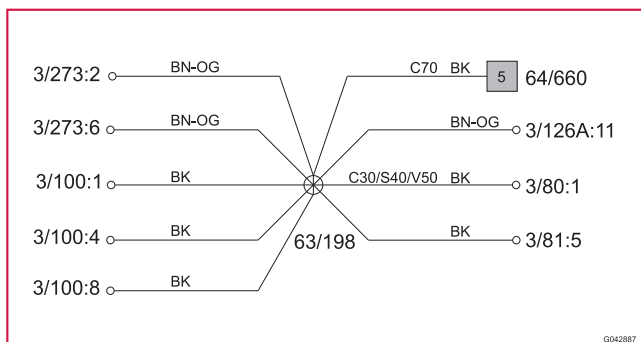 3/273:2 BN-OG C70 BK 5 64/660
3/273:6 BN-OG BN-OG 3/126A:11
3/100:1 BK C30/S40/V50 BK 3/80:1
3/100:4 BK 63/198 BK 3/81:5
3/100:8 BK
G042887